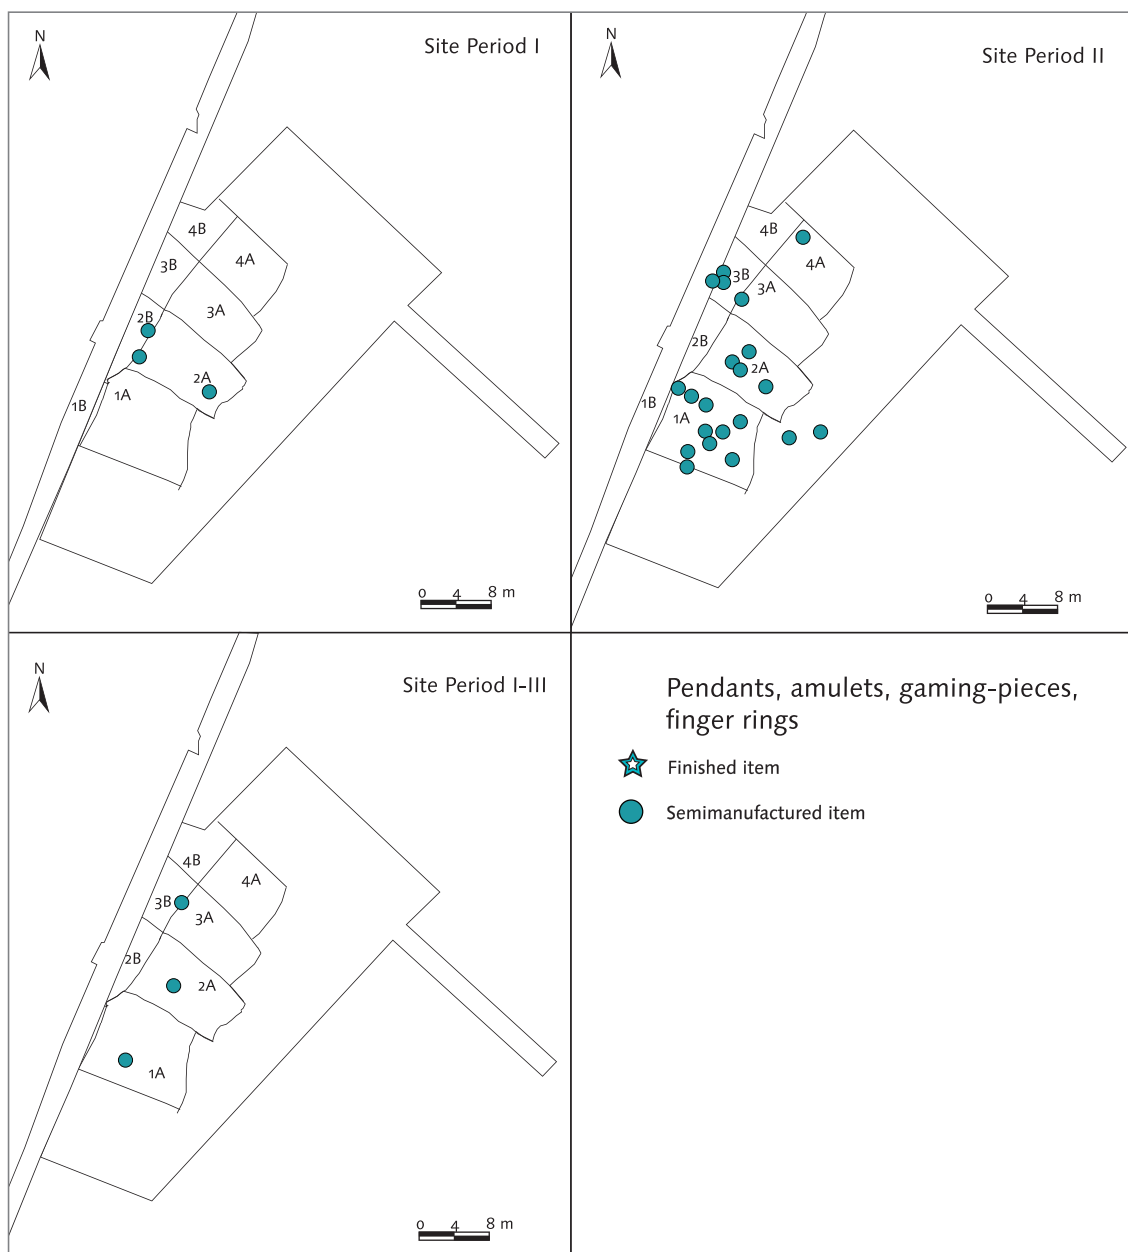 N
Site Period I
4B
4A
3B
3A
2B
2A
1A
1B
0 4 8 m
N
Site Period II
4B
4A
3B
3A
2B
2A
1B
1A
0 4 8 m
N
Site Period I-III
4B
4A
3B
3A
2B
2A
1A
0 4 8 m
Pendants, amulets, gaming-pieces,
finger rings
Finished item
Semimanufactured item